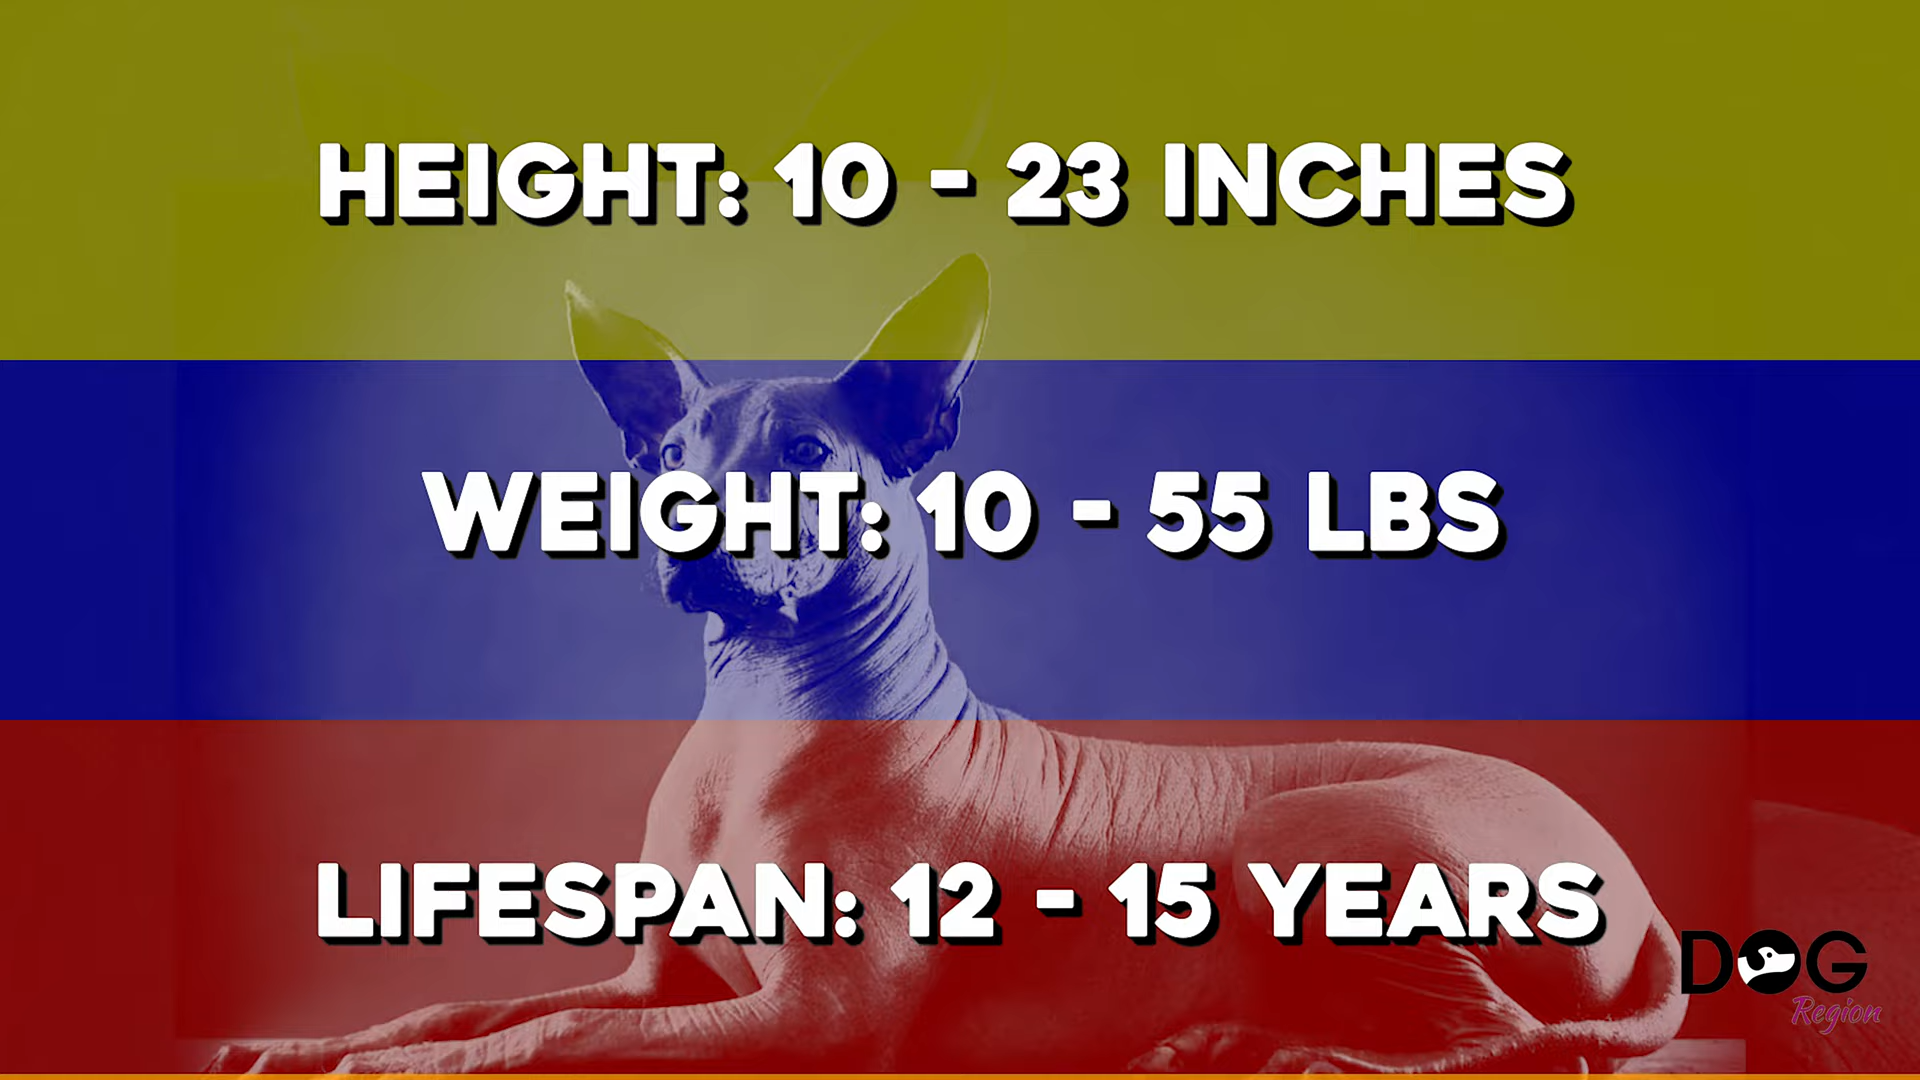 HEIGHT: 10 - 23 INCHES
WEIGHT: 10 - 55 LBS
LIFESPAN: 12 - 15 YEARS
DOG
Region